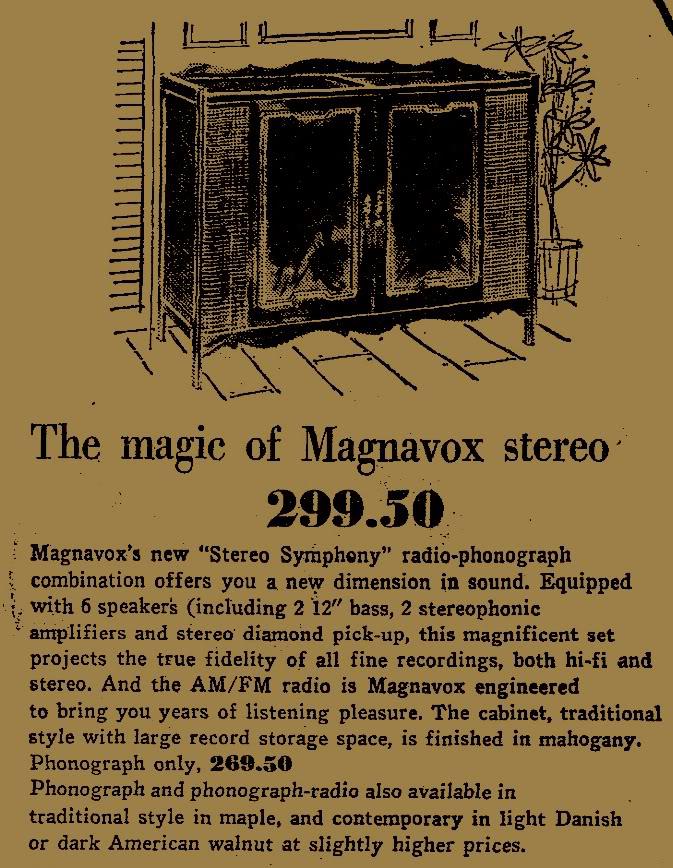 The magic of Magnavox stereo
299.50
Magnavox's new "Stereo Symphony" radio-phonograph
combination offers you a new dimension in sound. Equipped
with 6 speakers (including 2 12" bass, 2 stereophonic
amplifiers and stereo diamond pick-up, this magnificent set
projects the true fidelity of all fine recordings, both hi-fi and
stereo. And the AM/FM radio is Magnavox engineered
to bring you years of listening pleasure. The cabinet, traditional
style with large record storage space, is finished in mahogany.
Phonograph only, 269.50
Phonograph and phonograph-radio also available in
traditional style in maple, and contemporary in light Danish
or dark American walnut at slightly higher prices.